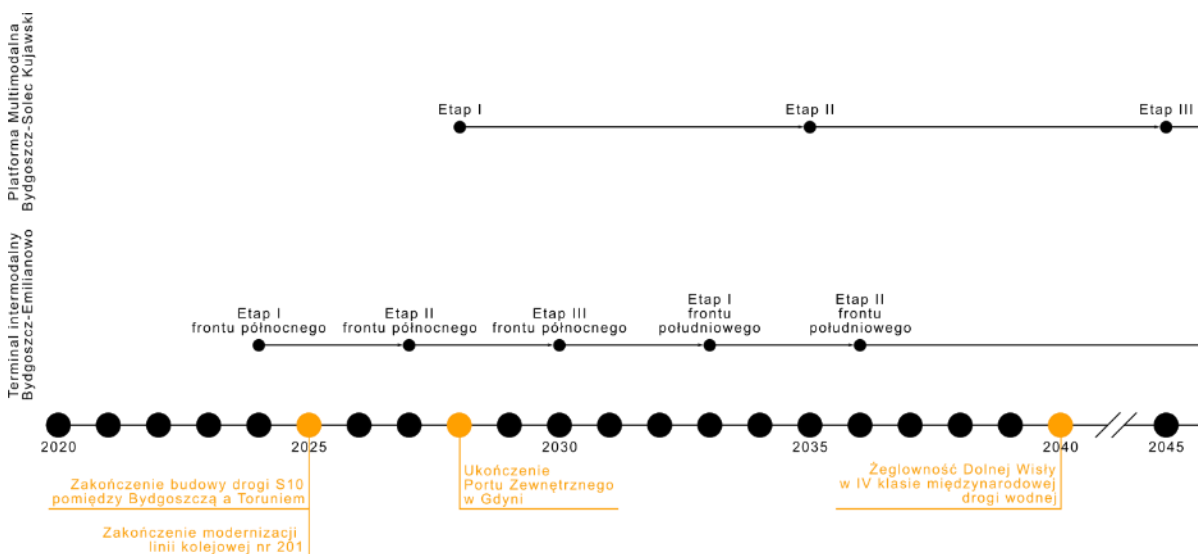 Platforma Multimodalna
Bydgoszcz-Solec Kujawski
Etap I
Etap II
Etap III
Terminal intermodalny
Bydgoszcz-Emilianowo
Etap I
frontu północnego
Etap II
frontu północnego
Etap III
frontu północnego
Etap I
frontu
południowego
Etap II
frontu
południowego
2020
2025
2030
2035
2040
2045
Zakończenie budowy drogi S10
pomiędzy Bydgoszczą a Toruniem
Zakończenie modernizacji
linii kolejowej nr 201
Ukończenie
Portu Zewnętrznego
w Gdyni
Żeglowność Dolnej Wisły
w IV klasie międzynarodowej
drogi wodnej